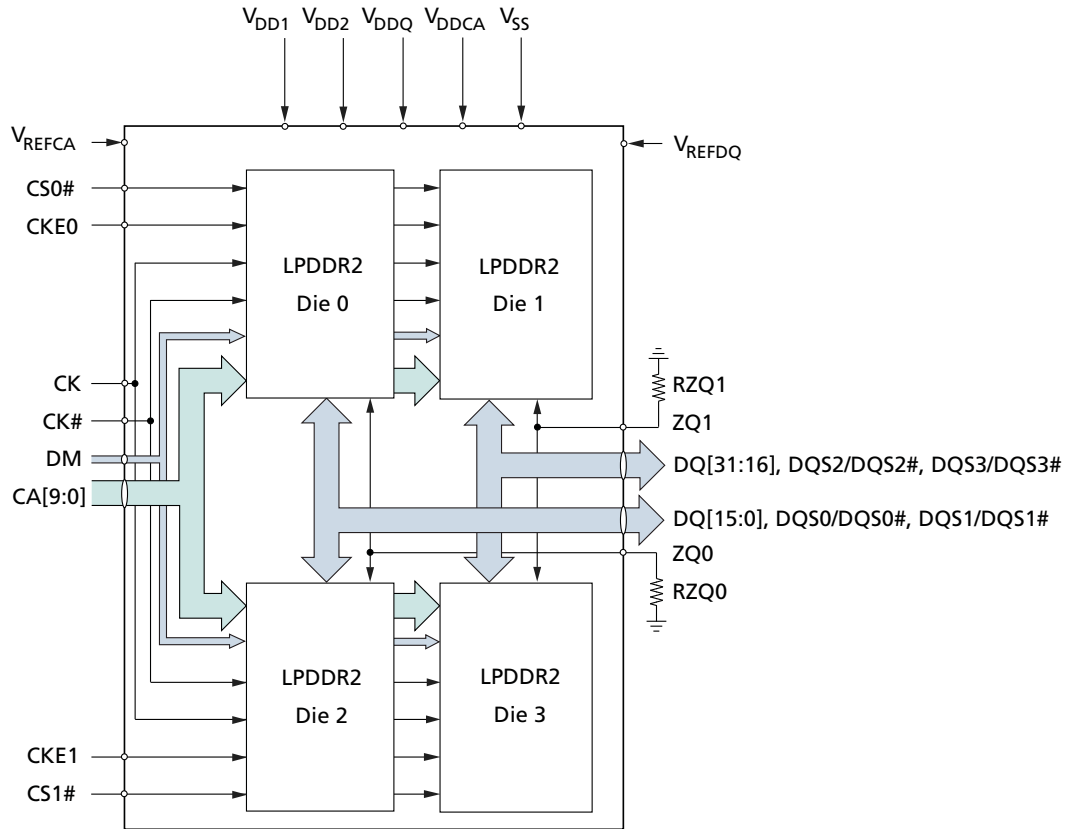 VDD1 VDD2 VDDQ VDDCA VSS
VREFCA
VREFDQ
CS0#
CKE0
LPDDR2
Die 0
LPDDR2
Die 1
CK
CK#
DM
CA[9:0]
RZQ1
ZQ1
DQ[31:16], DQS2/DQS2#, DQS3/DQS3#
DQ[15:0], DQS0/DQS0#, DQS1/DQS1#
ZQ0
RZQ0
LPDDR2
Die 2
LPDDR2
Die 3
CKE1
CS1#